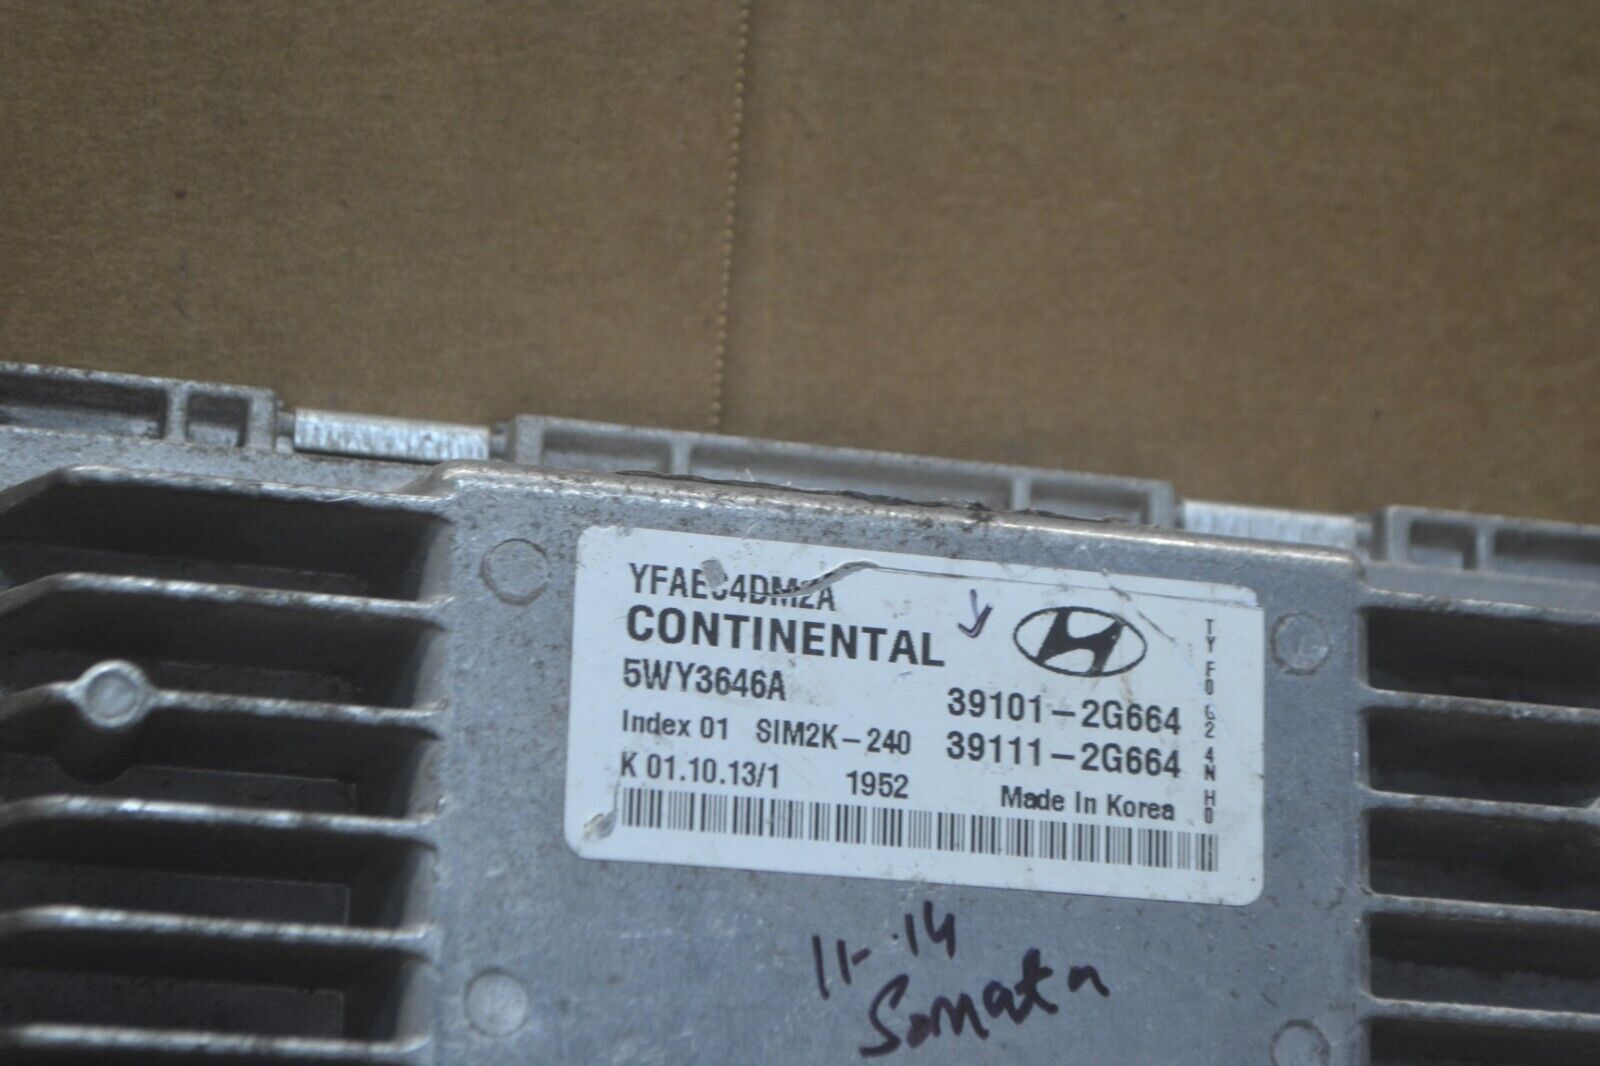 CONTINENTAL
5WY3646A
39101-2G664
Index 01 SIM2K-240
39111-2G664
K 01.10.13/1 1952
Made In Korea
11-14
Sonata